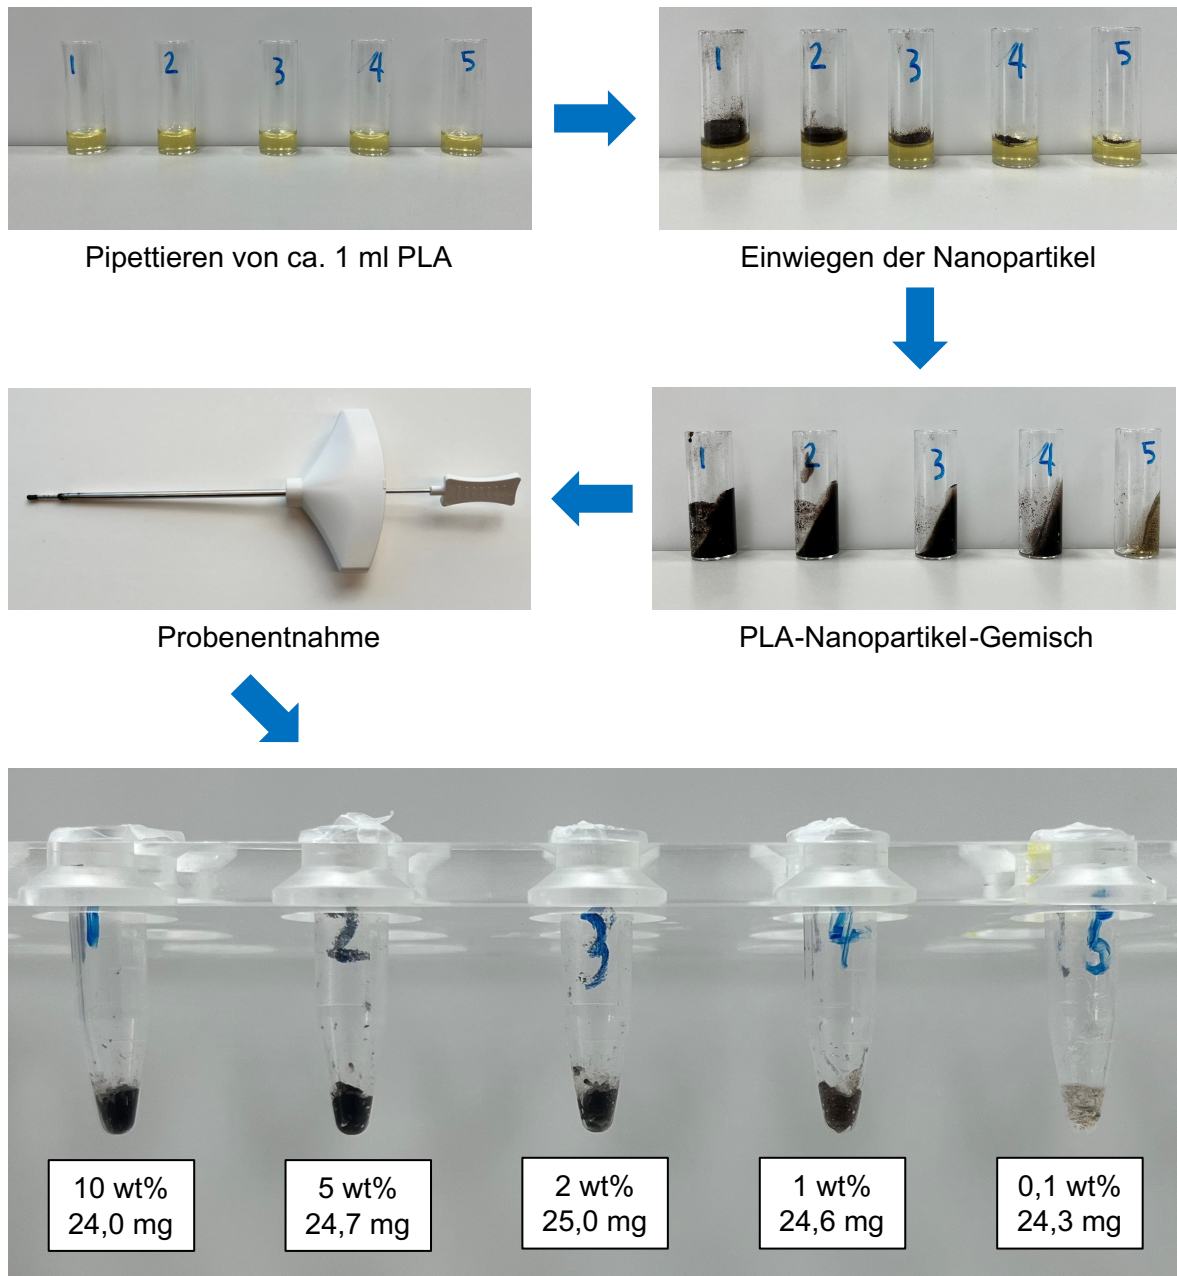 1 2 3 4 5
1 2 3 4 5
Pipettieren von ca. 1 ml PLA
Einwiegen der Nanopartikel
1 2 3 4 5
Probenentnahme
PLA-Nanopartikel-Gemisch
1 2 3 4 5
10 wt%
24,0 mg
5 wt%
24,7 mg
2 wt%
25,0 mg
1 wt%
24,6 mg
0,1 wt%
24,3 mg